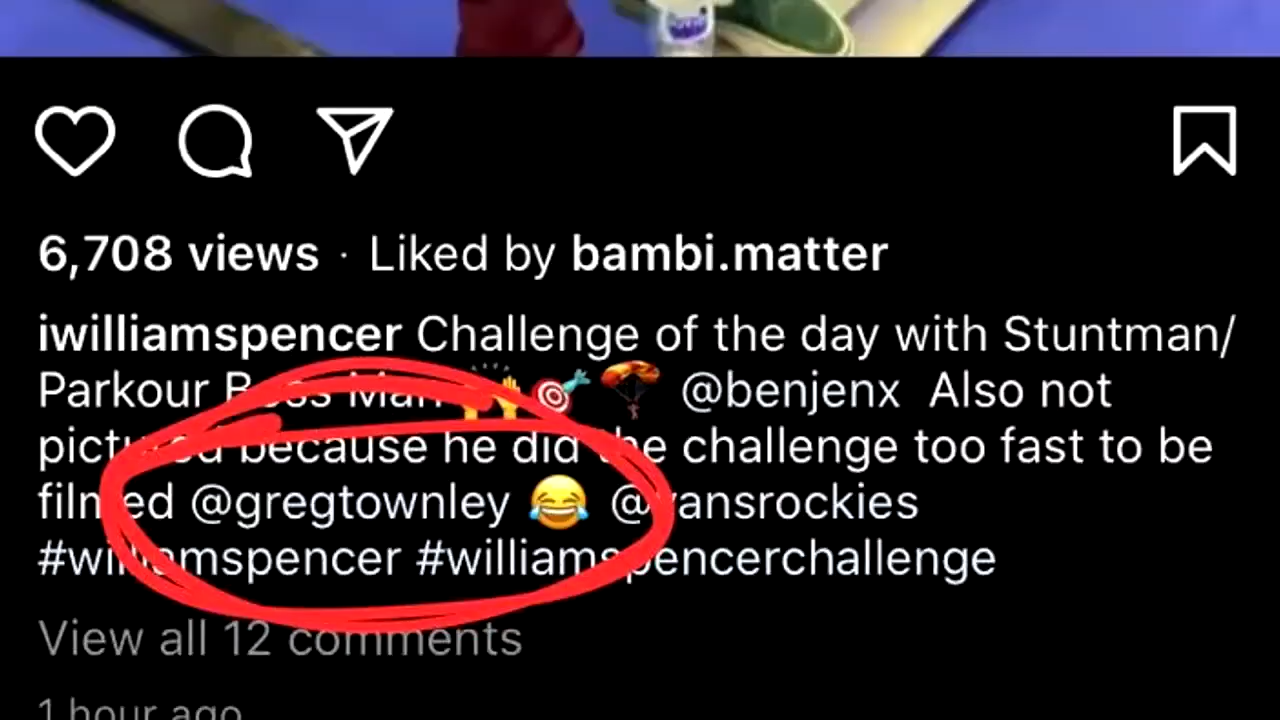 6,708 views · Liked by bambi.matter
iwilliamspencer Challenge of the day with Stuntman/
Parkour Boss Man 🙌🎯🪂 @benjenx Also not
pictured because he did the challenge too fast to be
filmed @gregtownley 😂 @vansrockies
#williamspencer #williamspencerchallenge
View all 12 comments
1 hour ago